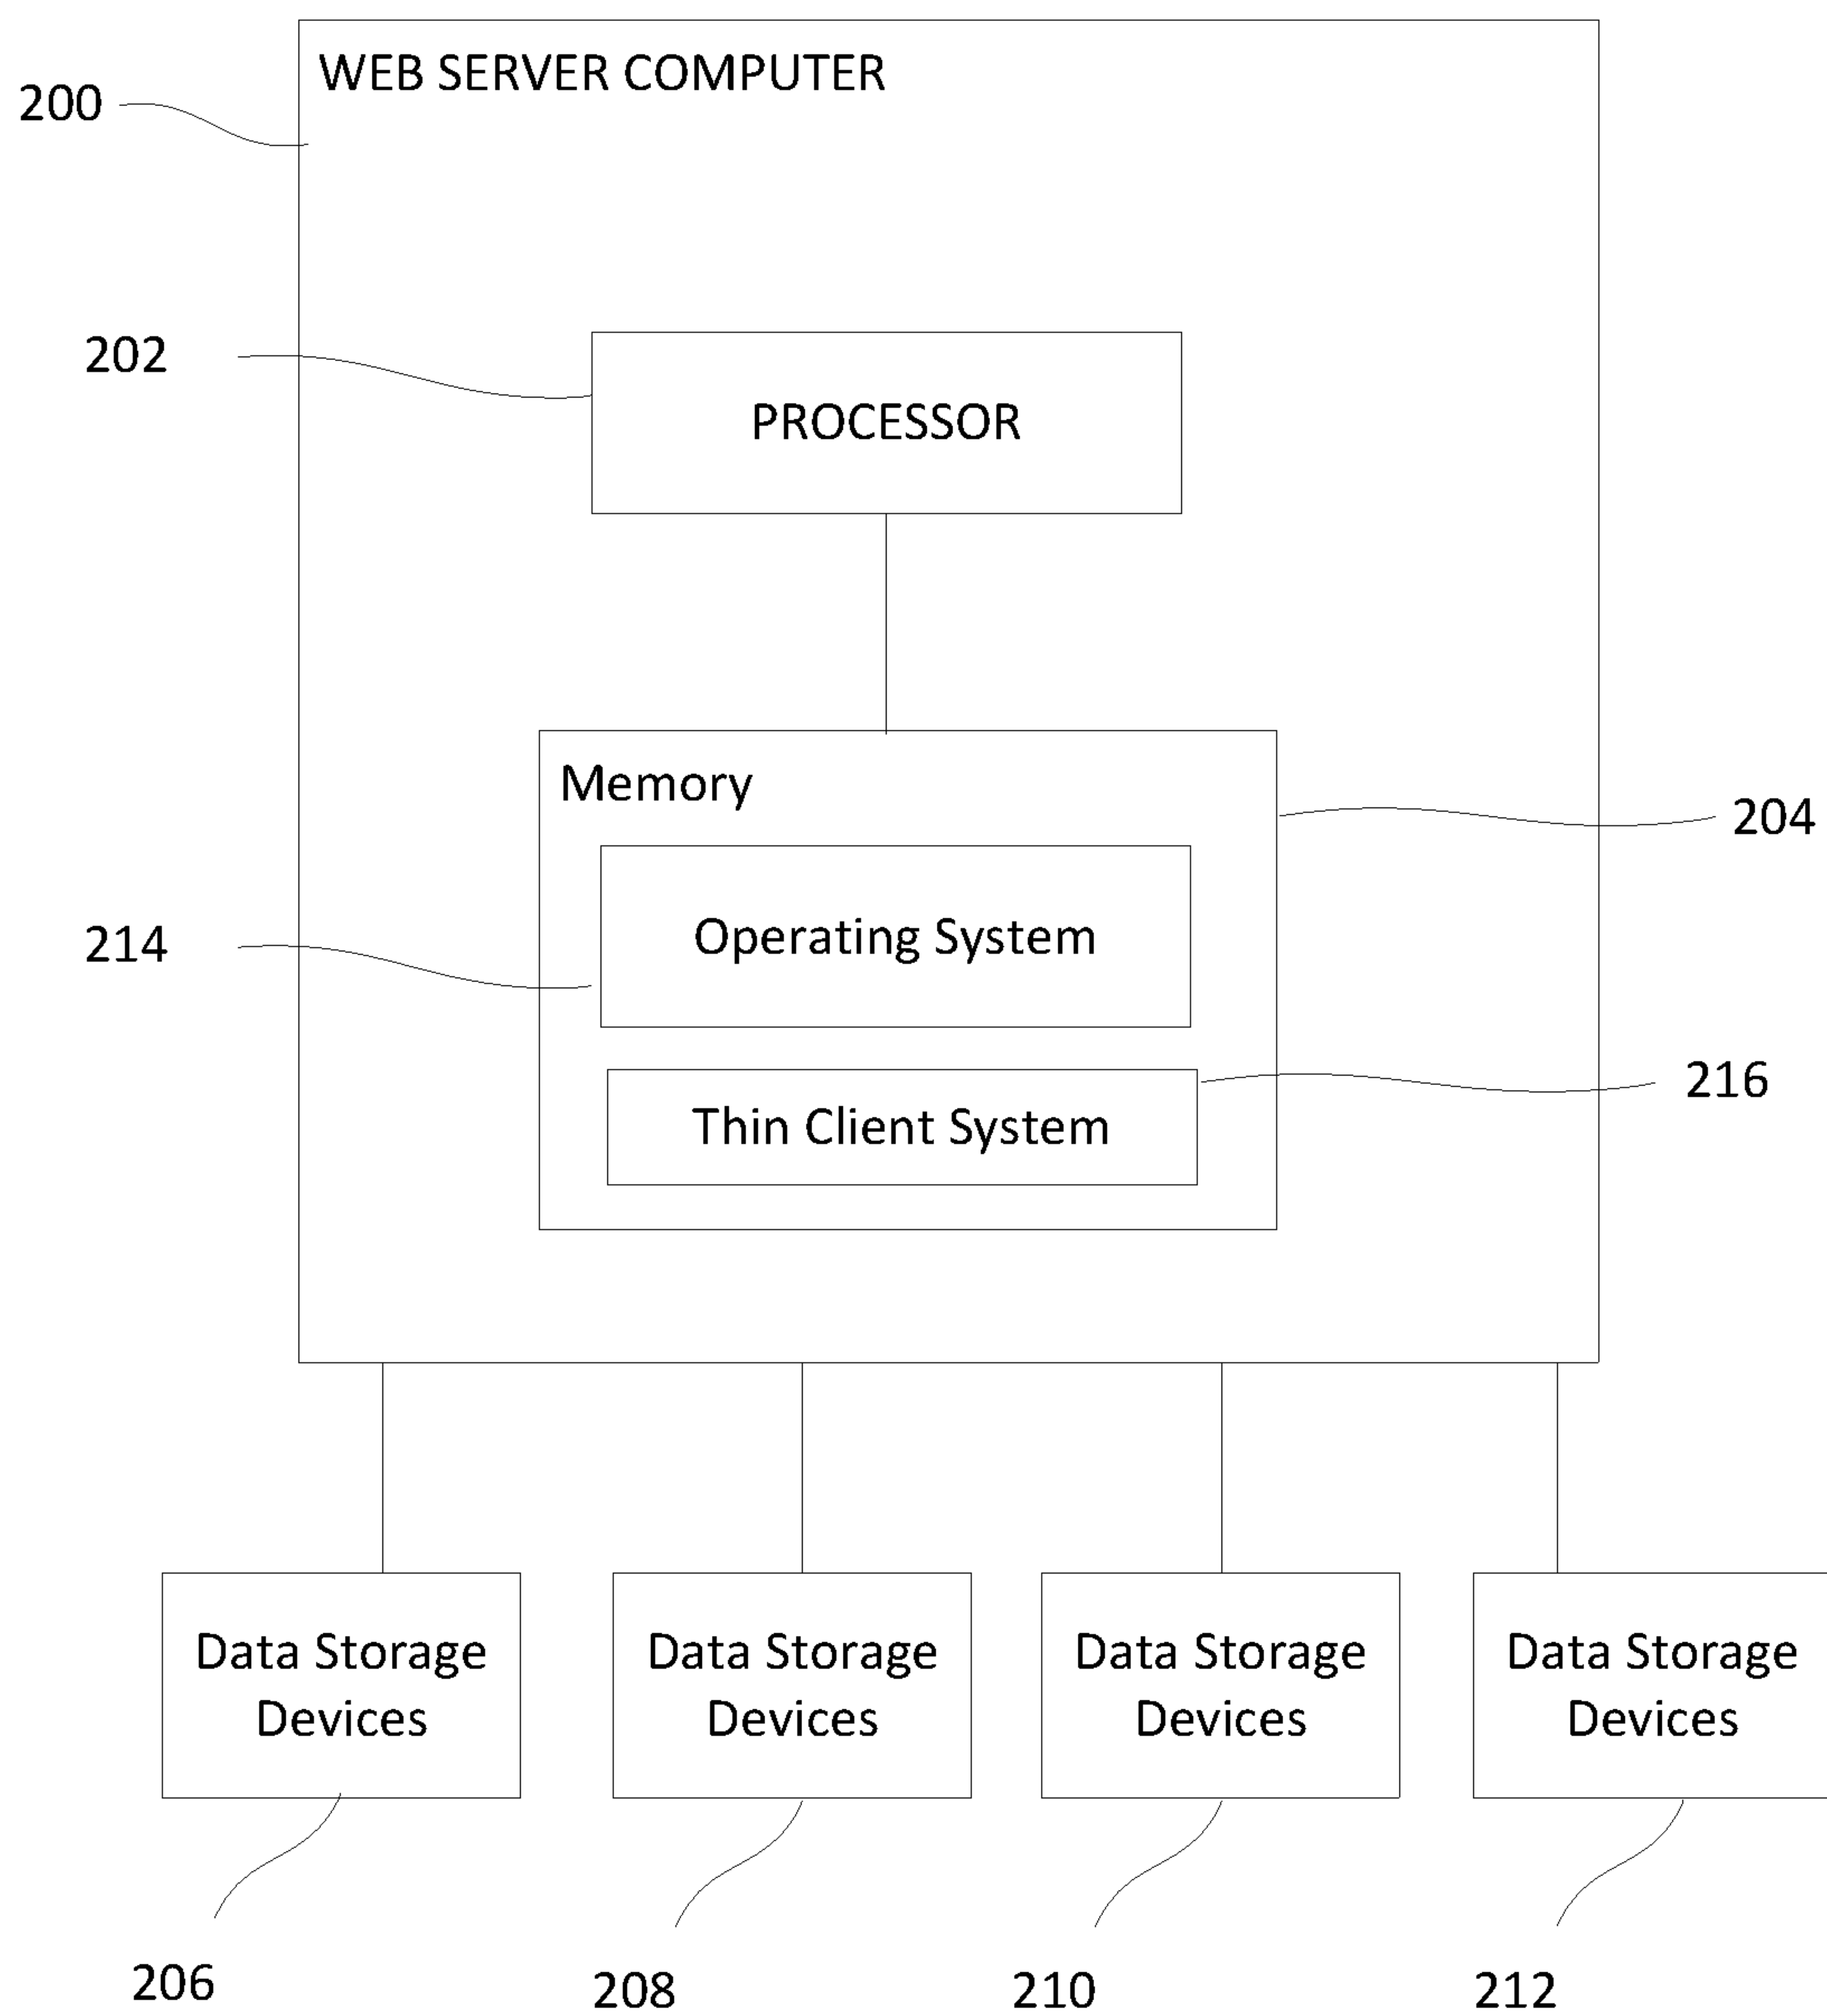 WEB SERVER COMPUTER
200
202
PROCESSOR
Memory
204
214
Operating System
216
Thin Client System
Data Storage
Devices
Data Storage
Devices
Data Storage
Devices
Data Storage
Devices
206
208
210
212